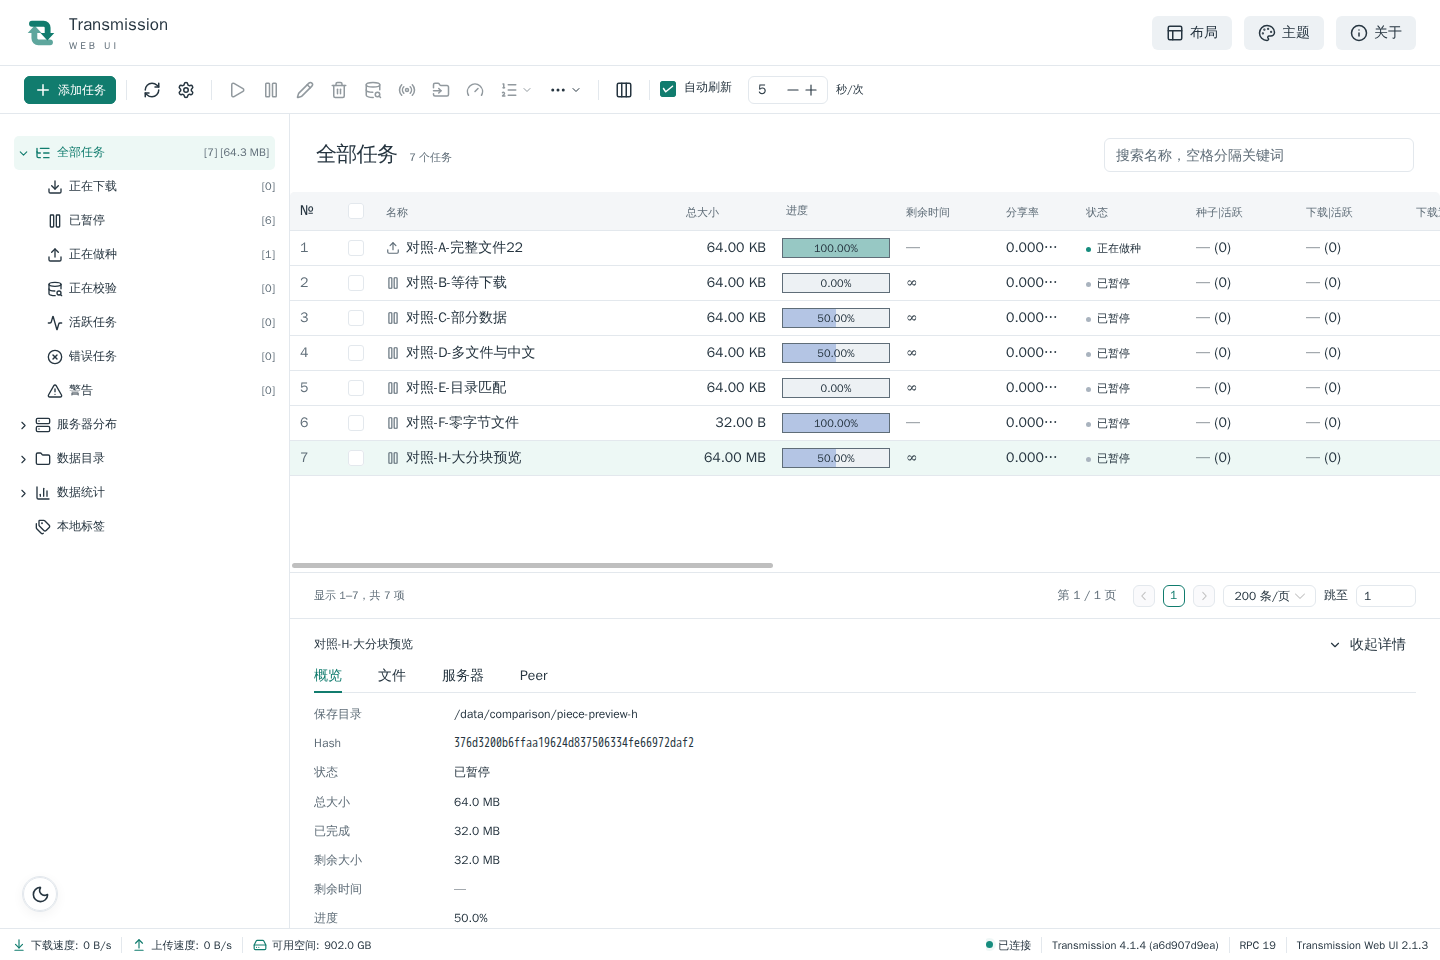 Transmission
WEB UI
布局 主题 关于
添加任务 自动刷新 5 秒/次
全部任务 [7] [64.3 MB]
正在下载 [0]
已暂停 [6]
正在做种 [1]
正在校验 [0]
活跃任务 [0]
错误任务 [0]
警告 [0]
服务器分布
数据目录
数据统计
本地标签
全部任务 7 个任务 搜索名称，空格分隔关键词
№ 名称 总大小 进度 剩余时间 分享率 状态 种子|活跃 下载|活跃 下载
1 对照-A-完整文件22 64.00 KB 100.00% — 0.000··· 正在做种 — (0) — (0)
2 对照-B-等待下载 64.00 KB 0.00% ∞ 0.000··· 已暂停 — (0) — (0)
3 对照-C-部分数据 64.00 KB 50.00% ∞ 0.000··· 已暂停 — (0) — (0)
4 对照-D-多文件与中文 64.00 KB 50.00% ∞ 0.000··· 已暂停 — (0) — (0)
5 对照-E-目录匹配 64.00 KB 0.00% ∞ 0.000··· 已暂停 — (0) — (0)
6 对照-F-零字节文件 32.00 B 100.00% — 0.000··· 已暂停 — (0) — (0)
7 对照-H-大分块预览 64.00 MB 50.00% ∞ 0.000··· 已暂停 — (0) — (0)
显示 1–7，共 7 项 第 1 / 1 页 1 200 条/页 跳至 1
对照-H-大分块预览 收起详情
概览 文件 服务器 Peer
保存目录 /data/comparison/piece-preview-h
Hash 376d3200b6ffaa19624d837506334fe66972daf2
状态 已暂停
总大小 64.0 MB
已完成 32.0 MB
剩余大小 32.0 MB
剩余时间 —
进度 50.0%
下载速度: 0 B/s 上传速度: 0 B/s 可用空间: 902.0 GB 已连接 Transmission 4.1.4 (a6d907d9ea) RPC 19 Transmission Web UI 2.1.3